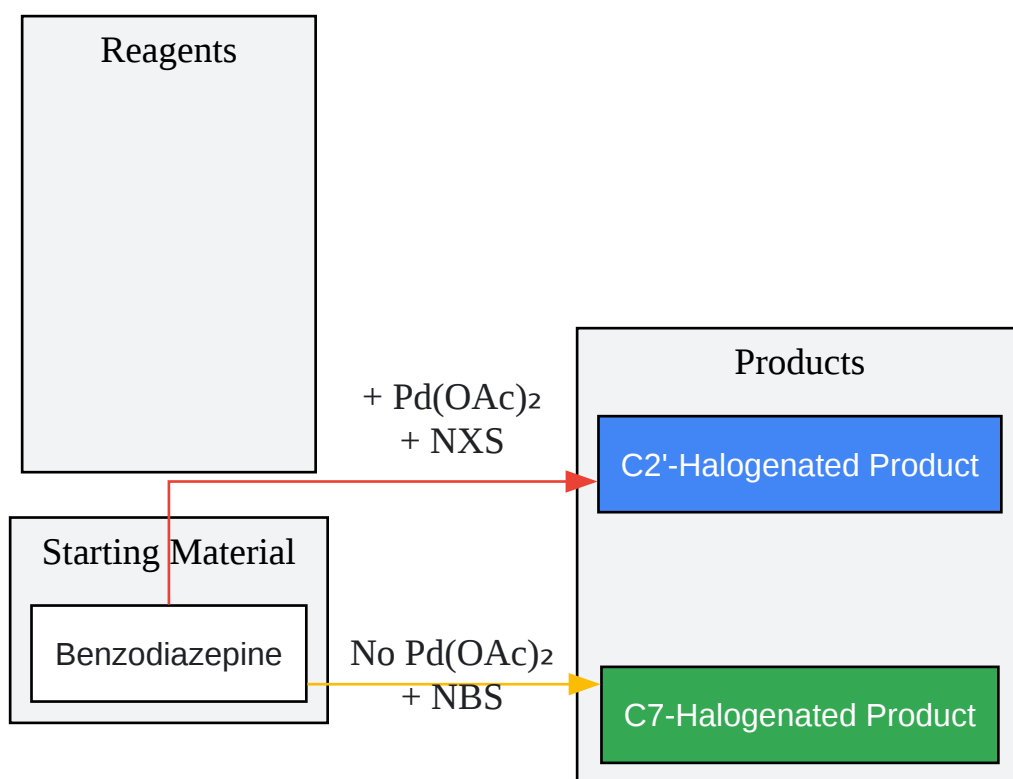 Reagents
+ Pd(OAc)₂
+ NXS
Products
C2'-Halogenated Product
Starting Material
Benzodiazepine
No Pd(OAc)₂
+ NBS
C7-Halogenated Product